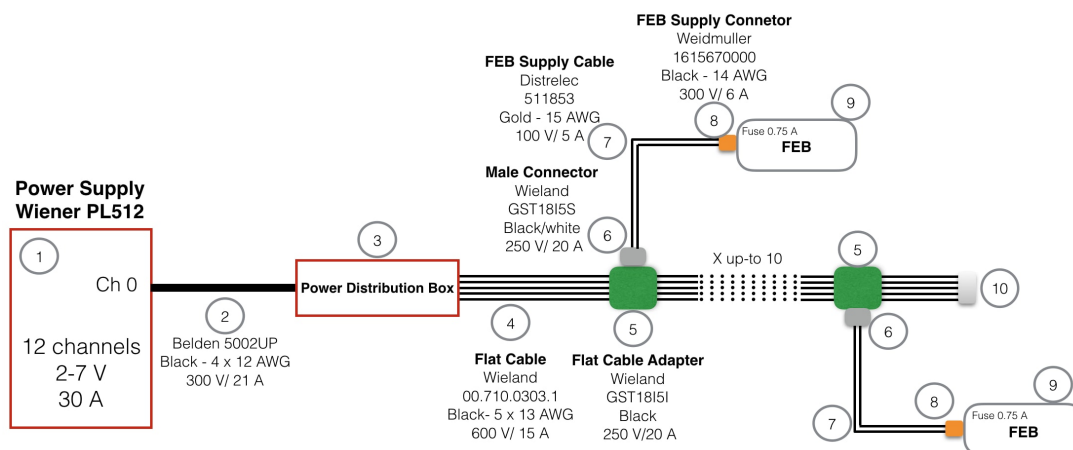 FEB Supply Connetor
Weidmuller
1615670000
Black - 14 AWG
300 V/ 6 A
FEB Supply Cable
Distrelec
511853
Gold - 15 AWG
100 V/ 5 A
7
8
9
Fuse 0.75 A
FEB
Male Connector
Wieland
GST18I5S
Black/white
250 V/ 20 A
6
Power Supply
Wiener PL512
1
Ch 0
12 channels
2-7 V
30 A
2
Belden 5002UP
Black - 4 x 12 AWG
300 V/ 21 A
3
Power Distribution Box
4
Flat Cable
Wieland
00.710.0303.1
Black- 5 x 13 AWG
600 V/ 15 A
5
Flat Cable Adapter
Wieland
GST18I5I
Black
250 V/20 A
X up-to 10
5
10
6
7
8
9
Fuse 0.75 A
FEB